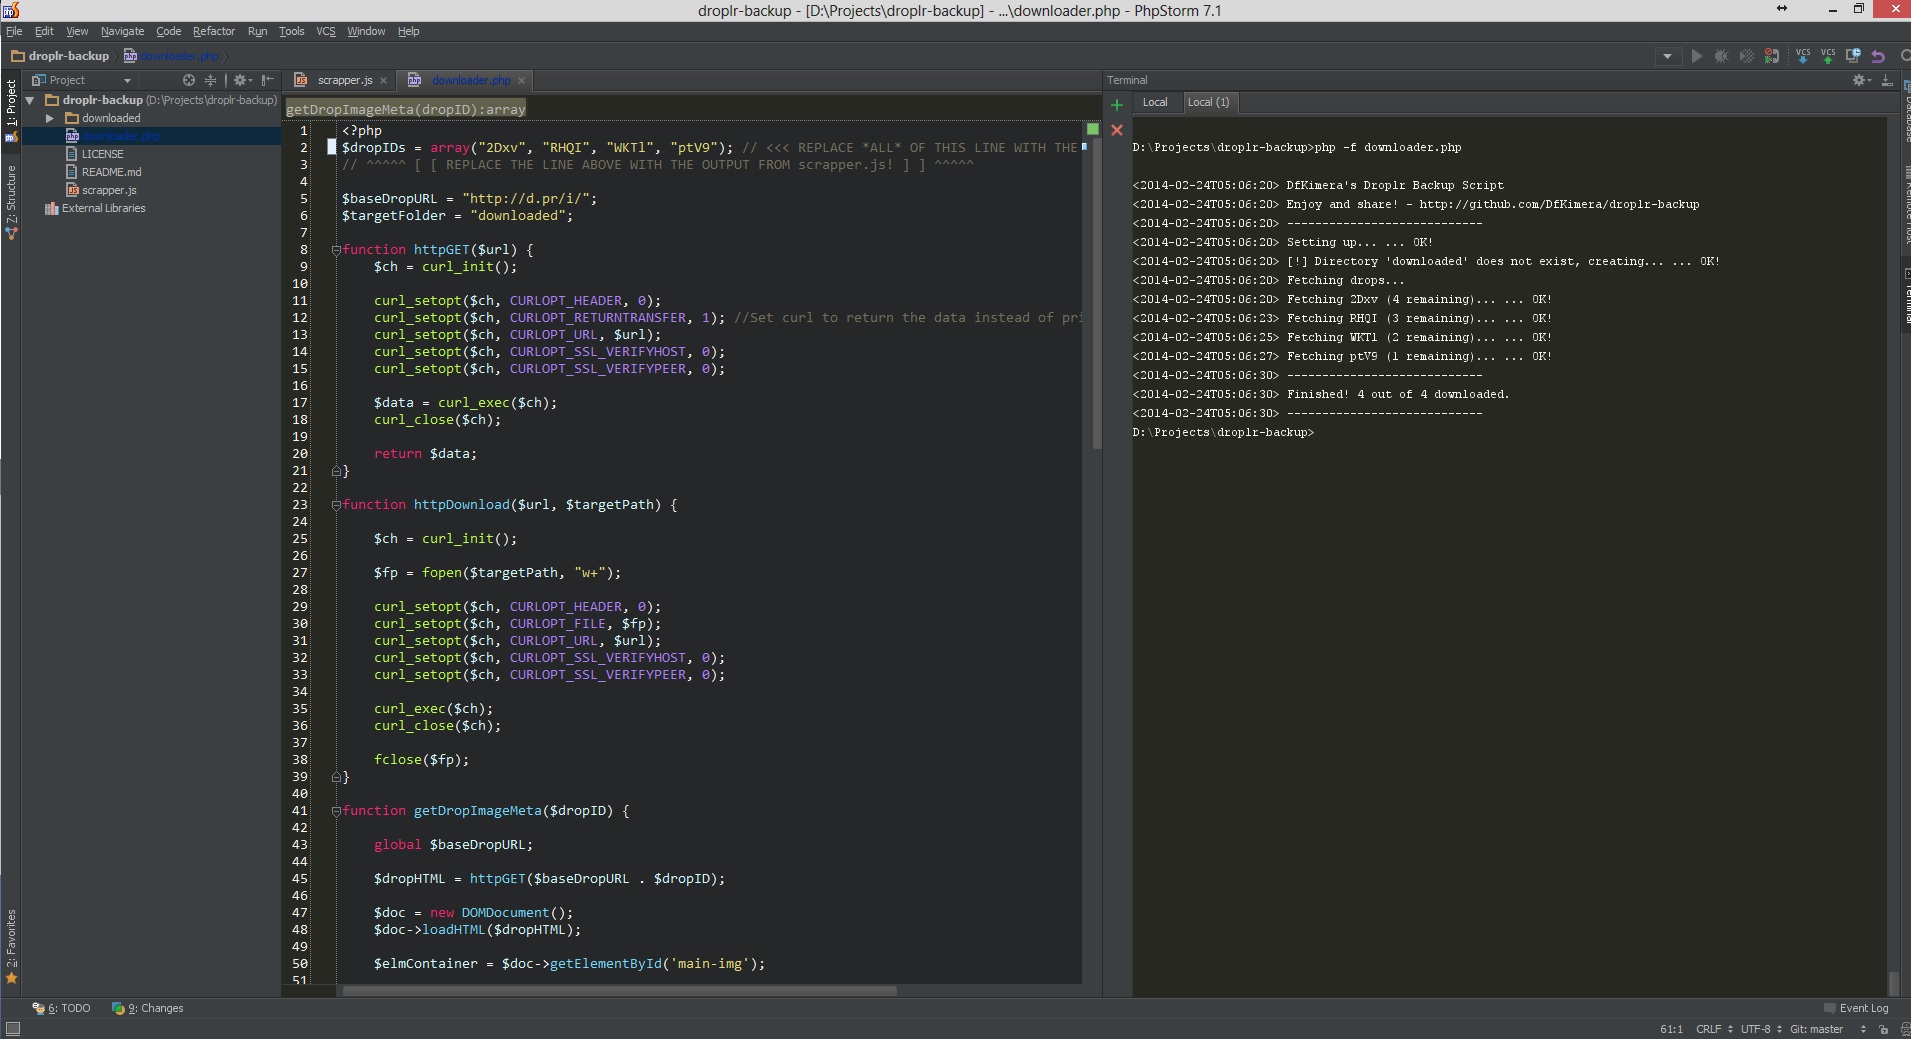 droplr-backup - [D:\Projects\droplr-backup] - ...\downloader.php - PhpStorm 7.1
File Edit View Navigate Code Refactor Run Tools VCS Window Help
droplr-backup downloader.php
VCS VCS
1: Project
Z: Structure
2: Favorites
Project
droplr-backup (D:\Projects\droplr-backup)
downloaded
downloader.php
LICENSE
README.md
scrapper.js
External Libraries
scrapper.js downloader.php
getDropImageMeta(dropID):array
1 <?php
2 $dropIDs = array("2Dxv", "RHQI", "WKTl", "ptV9"); // <<< REPLACE *ALL* OF THIS LINE WITH THE
3 // ^^^^^ [ [ REPLACE THE LINE ABOVE WITH THE OUTPUT FROM scrapper.js! ] ] ^^^^^
4
5 $baseDropURL = "http://d.pr/i/";
6 $targetFolder = "downloaded";
7
8 function httpGET($url) {
9 $ch = curl_init();
10
11 curl_setopt($ch, CURLOPT_HEADER, 0);
12 curl_setopt($ch, CURLOPT_RETURNTRANSFER, 1); //Set curl to return the data instead of pri
13 curl_setopt($ch, CURLOPT_URL, $url);
14 curl_setopt($ch, CURLOPT_SSL_VERIFYHOST, 0);
15 curl_setopt($ch, CURLOPT_SSL_VERIFYPEER, 0);
16
17 $data = curl_exec($ch);
18 curl_close($ch);
19
20 return $data;
21 }
22
23 function httpDownload($url, $targetPath) {
24
25 $ch = curl_init();
26
27 $fp = fopen($targetPath, "w+");
28
29 curl_setopt($ch, CURLOPT_HEADER, 0);
30 curl_setopt($ch, CURLOPT_FILE, $fp);
31 curl_setopt($ch, CURLOPT_URL, $url);
32 curl_setopt($ch, CURLOPT_SSL_VERIFYHOST, 0);
33 curl_setopt($ch, CURLOPT_SSL_VERIFYPEER, 0);
34
35 curl_exec($ch);
36 curl_close($ch);
37
38 fclose($fp);
39 }
40
41 function getDropImageMeta($dropID) {
42
43 global $baseDropURL;
44
45 $dropHTML = httpGET($baseDropURL . $dropID);
46
47 $doc = new DOMDocument();
48 $doc->loadHTML($dropHTML);
49
50 $elmContainer = $doc->getElementById('main-img');
51
Terminal
Local Local (1)
D:\Projects\droplr-backup>php -f downloader.php
<2014-02-24T05:06:20> DfKimera's Droplr Backup Script
<2014-02-24T05:06:20> Enjoy and share! - http://github.com/DfKimera/droplr-backup
<2014-02-24T05:06:20> ----------------------------
<2014-02-24T05:06:20> Setting up... ... OK!
<2014-02-24T05:06:20> [!] Directory 'downloaded' does not exist, creating... ... OK!
<2014-02-24T05:06:20> Fetching drops...
<2014-02-24T05:06:20> Fetching 2Dxv (4 remaining)... ... OK!
<2014-02-24T05:06:23> Fetching RHQI (3 remaining)... ... OK!
<2014-02-24T05:06:25> Fetching WKTl (2 remaining)... ... OK!
<2014-02-24T05:06:27> Fetching ptV9 (1 remaining)... ... OK!
<2014-02-24T05:06:30> ----------------------------
<2014-02-24T05:06:30> Finished! 4 out of 4 downloaded.
<2014-02-24T05:06:30> ----------------------------
D:\Projects\droplr-backup>
6: TODO 9: Changes Event Log
61:1 CRLF UTF-8 Git: master